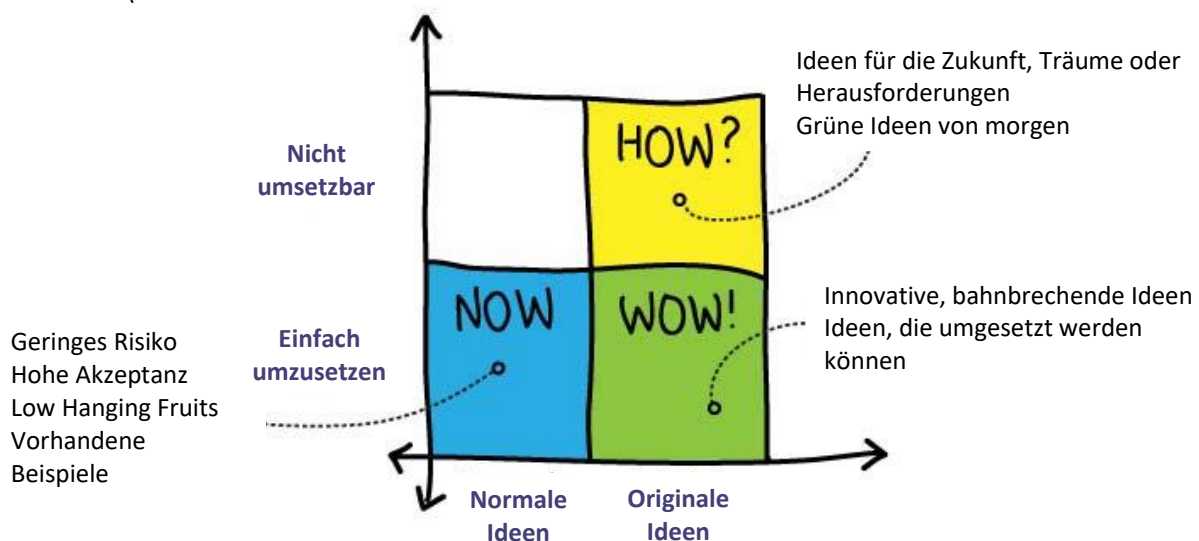 Ideen für die Zukunft, Träume oder
Herausforderungen
Grüne Ideen von morgen
Nicht
umsetzbar
HOW?
NOW
WOW!
Innovative, bahnbrechende Ideen
Ideen, die umgesetzt werden
können
Einfach
umzusetzen
Geringes Risiko
Hohe Akzeptanz
Low Hanging Fruits
Vorhandene
Beispiele
Normale
Ideen
Originale
Ideen